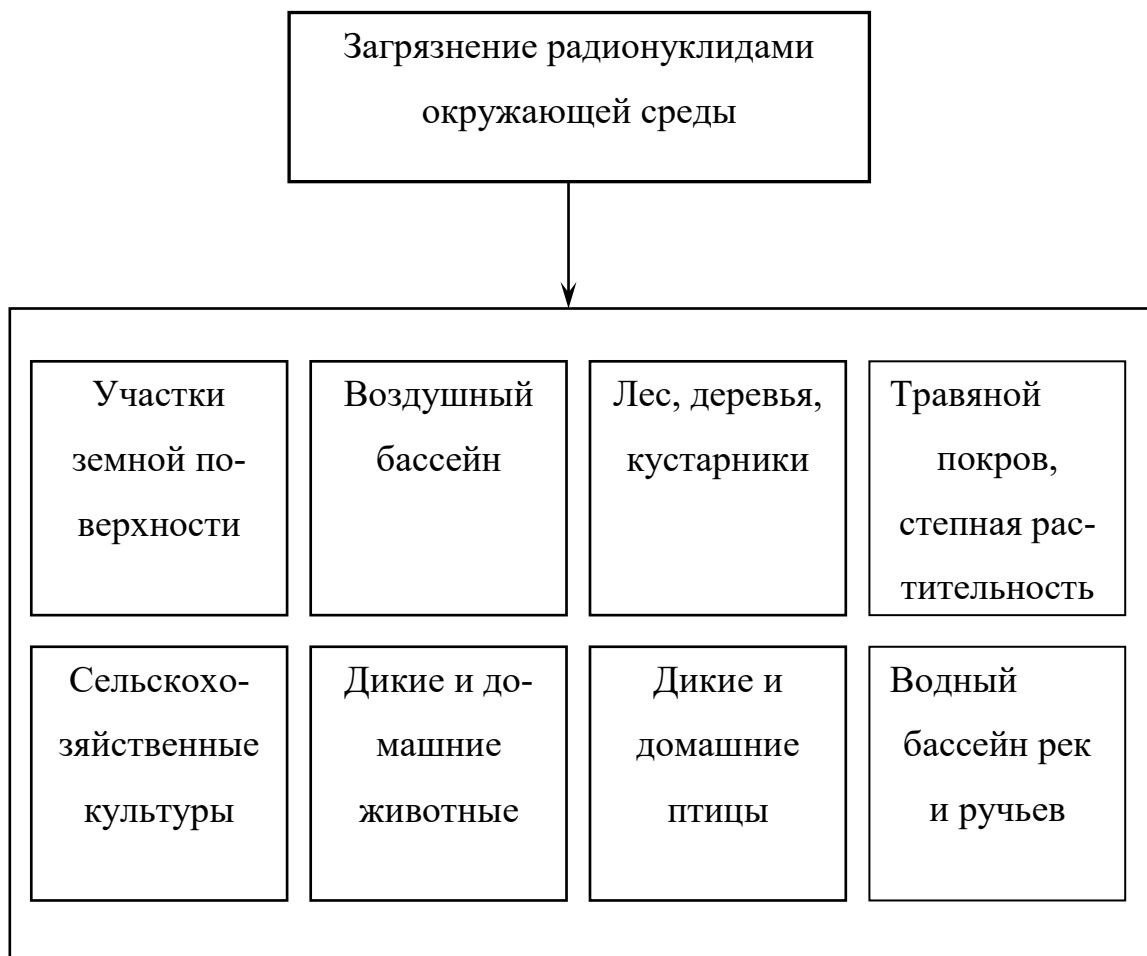 Загрязнение радионуклидами
окружающей среды
Участки
земной по-
верхности
Воздушный
бассейн
Лес, деревья,
кустарники
Травяной
покров,
степная рас-
тительность
Сельскохо-
зяйственные
культуры
Дикие и до-
машние
животные
Дикие и
домашние
птицы
Водный
бассейн рек
и ручьев